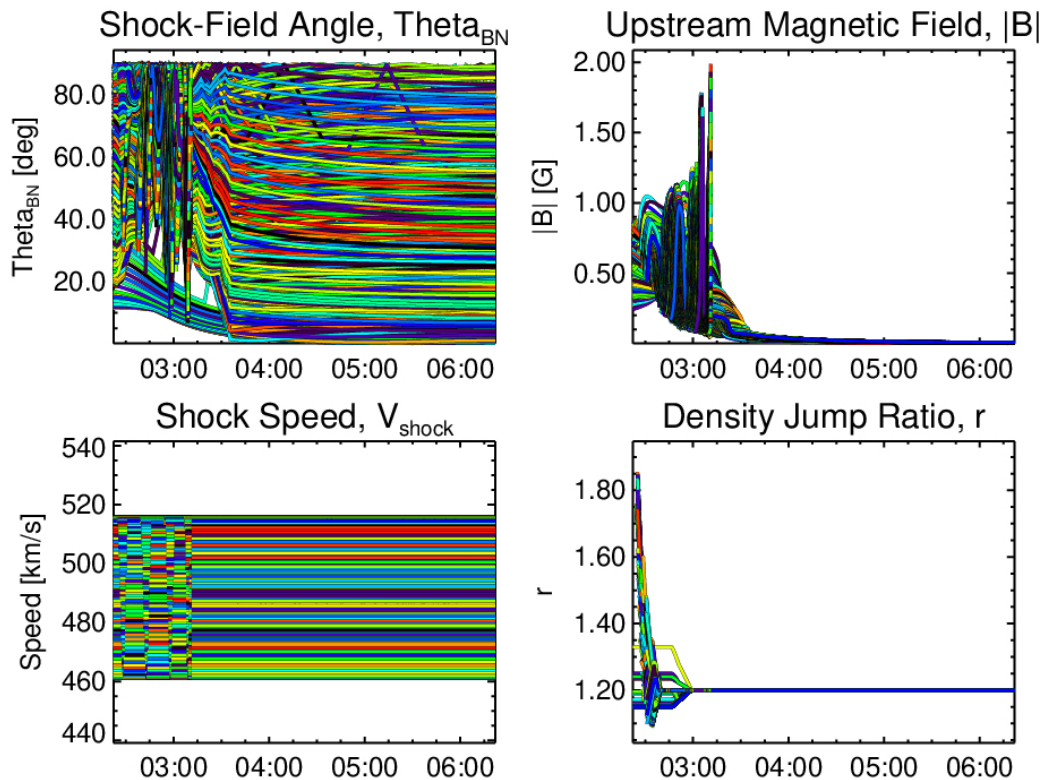 Shock-Field Angle, Theta_BN
Theta_BN [deg]
80.0
60.0
40.0
20.0
03:00 04:00 05:00 06:00
Upstream Magnetic Field, |B|
|B| [G]
2.00
1.50
1.00
0.50
03:00 04:00 05:00 06:00
Shock Speed, V_shock
Speed [km/s]
540
520
500
480
460
440
03:00 04:00 05:00 06:00
Density Jump Ratio, r
r
1.80
1.60
1.40
1.20
03:00 04:00 05:00 06:00